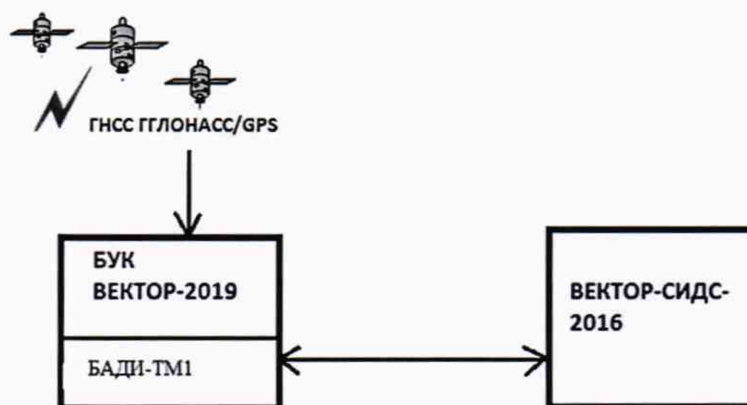 ГНСС ГГЛОНАСС/GPS
БУК
ВЕКТОР-2019
БАДИ-ТМ1
ВЕКТОР-СИДС-
2016